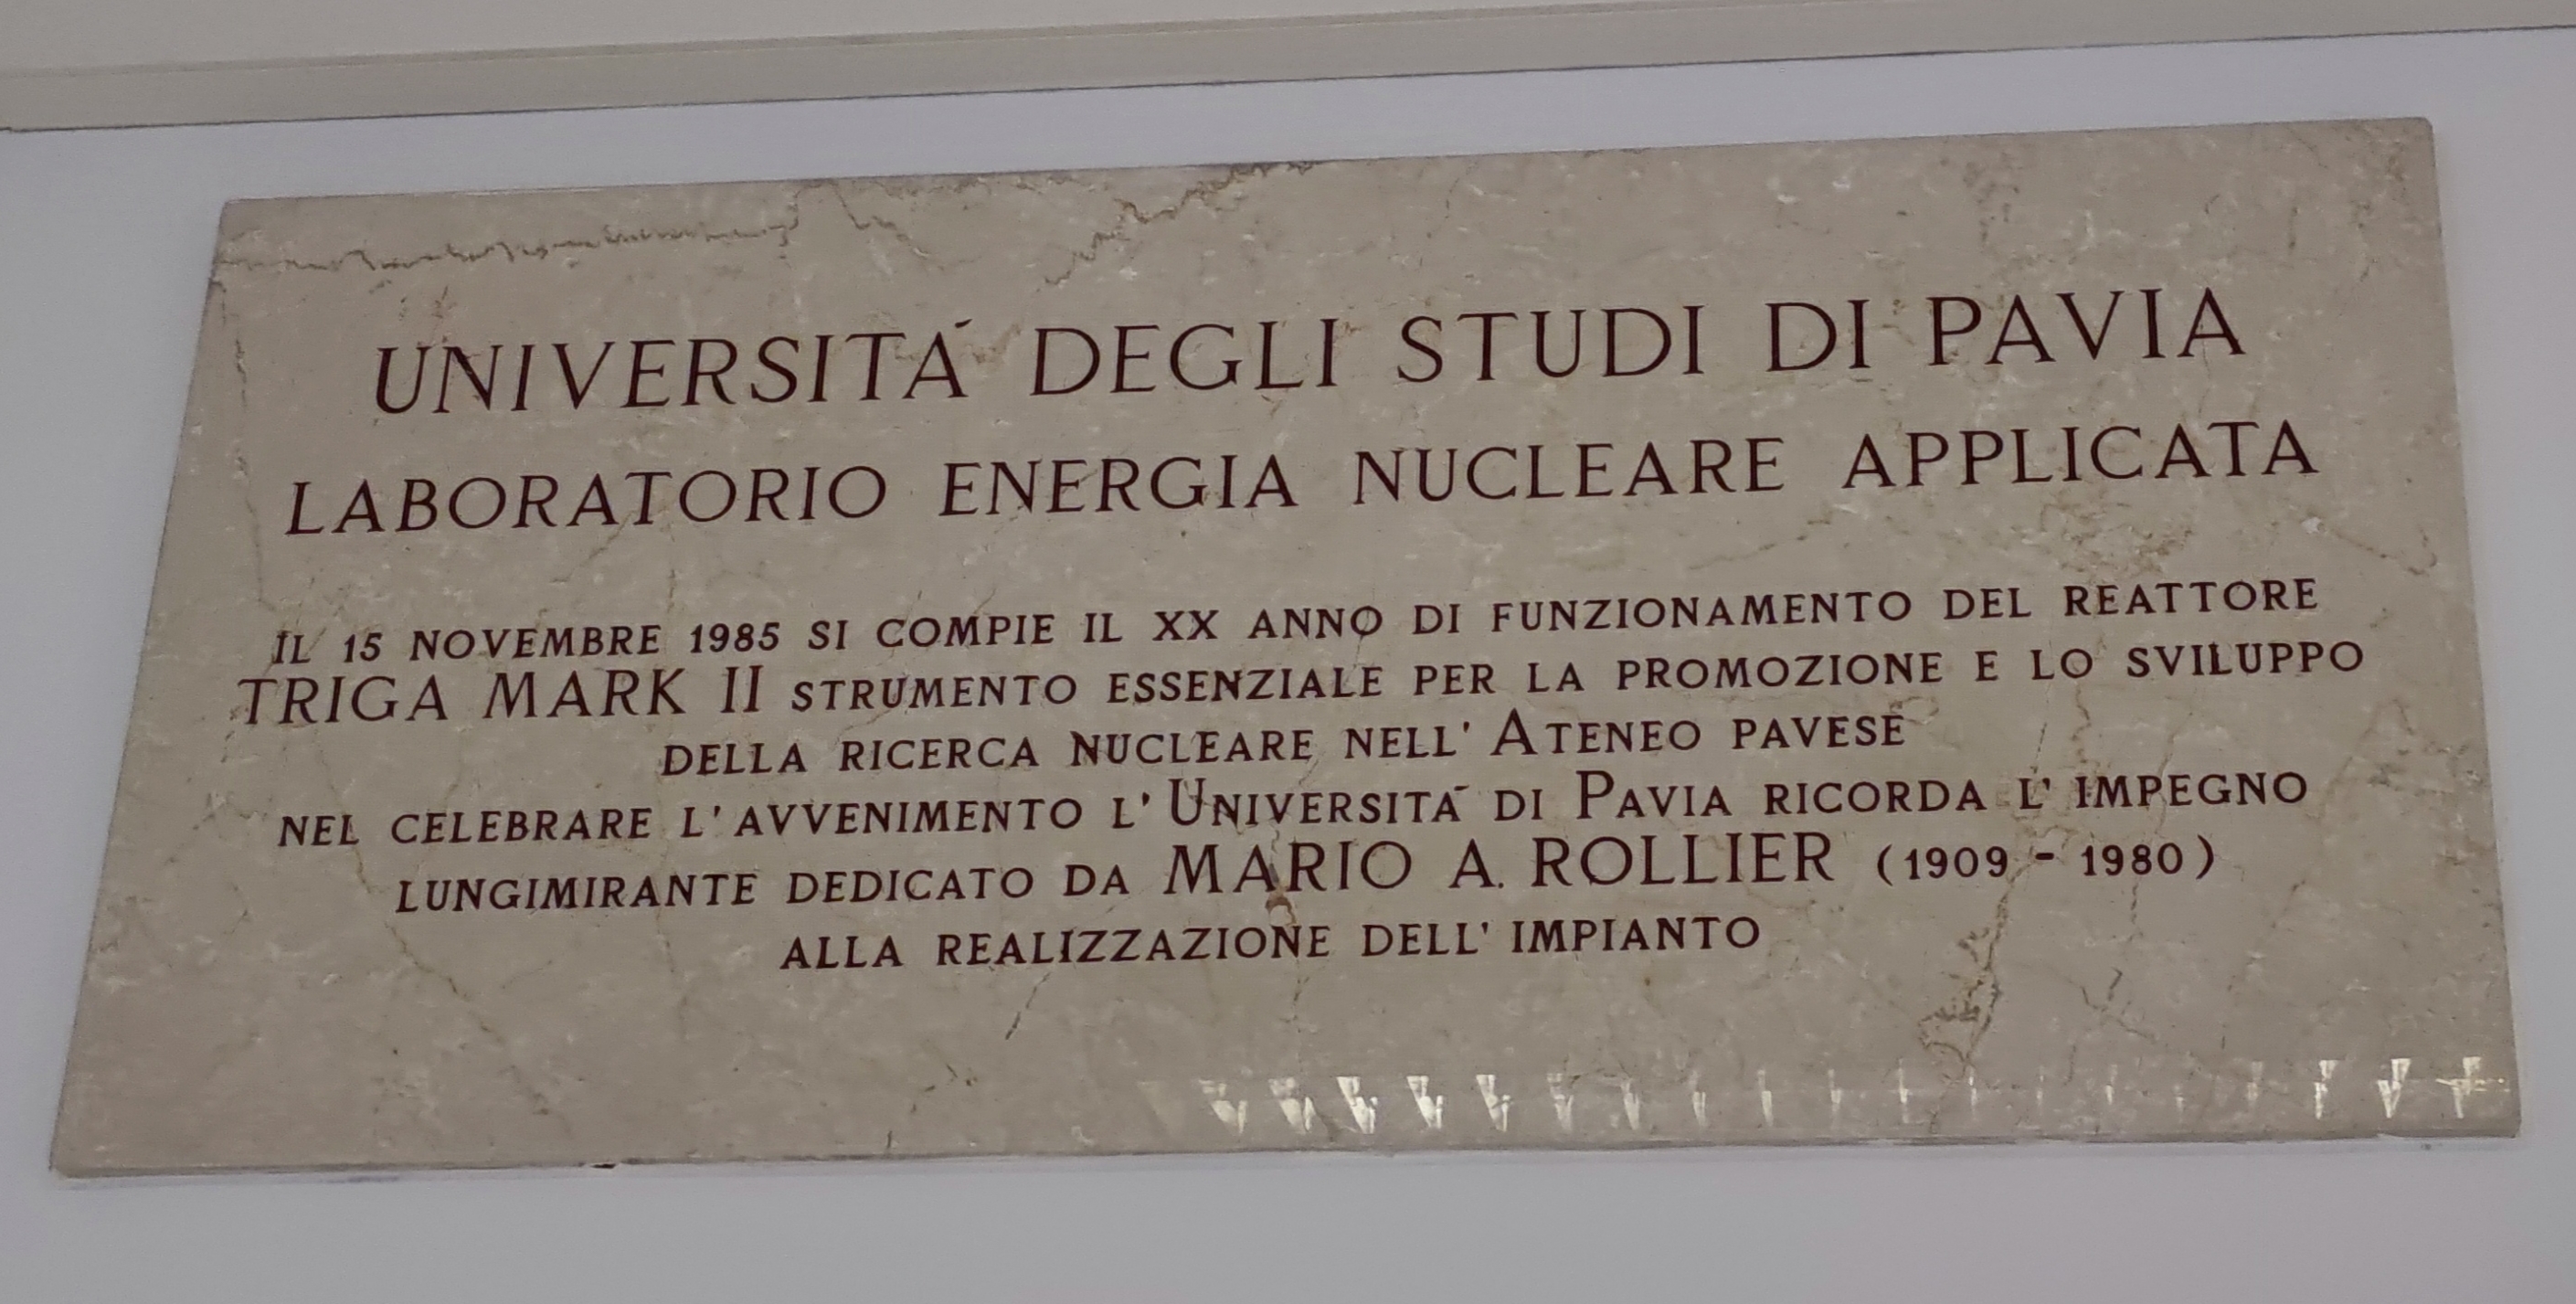 UNIVERSITÁ DEGLI STUDI DI PAVIA
LABORATORIO ENERGIA NUCLEARE APPLICATA
IL 15 NOVEMBRE 1985 SI COMPIE IL XX ANNO DI FUNZIONAMENTO DEL REATTORE
TRIGA MARK II STRUMENTO ESSENZIALE PER LA PROMOZIONE E LO SVILUPPO
DELLA RICERCA NUCLEARE NELL' ATENEO PAVESE
NEL CELEBRARE L'AVVENIMENTO L'UNIVERSITÁ DI PAVIA RICORDA L' IMPEGNO
LUNGIMIRANTE DEDICATO DA MARIO A. ROLLIER (1909 - 1980)
ALLA REALIZZAZIONE DELL' IMPIANTO